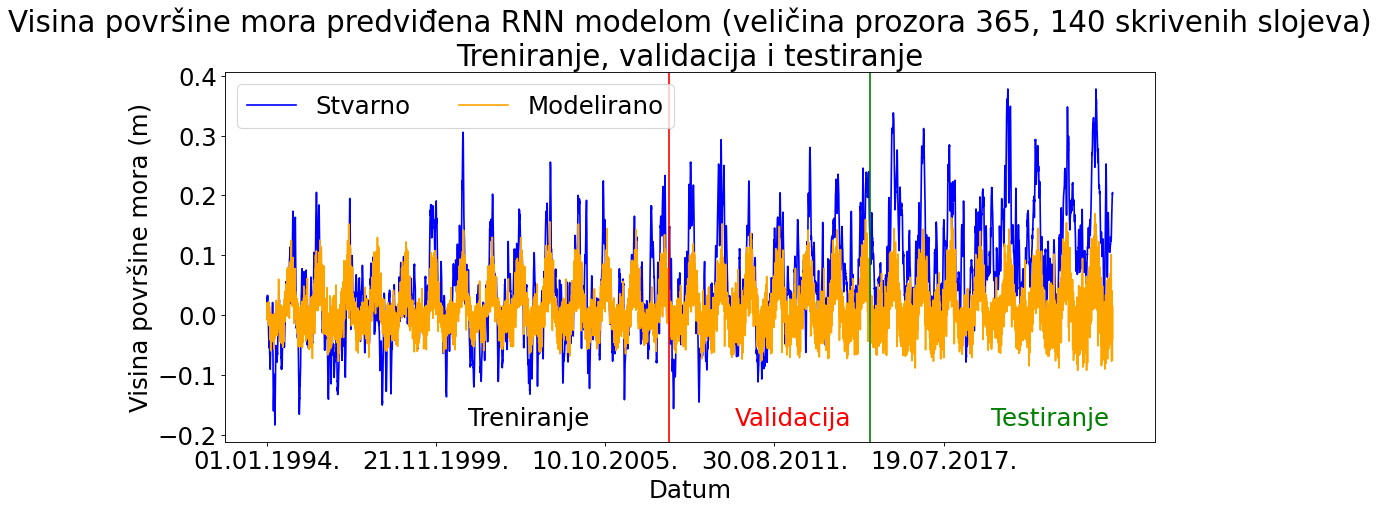 Visina površine mora predviđena RNN modelom (veličina prozora 365, 140 skrivenih slojeva)
Treniranje, validacija i testiranje
Stvarno
Modelirano
Visina površine mora (m)
0.4
0.3
0.2
0.1
0.0
−0.1
−0.2
Treniranje
Validacija
Testiranje
01.01.1994.
21.11.1999.
10.10.2005.
30.08.2011.
19.07.2017.
Datum